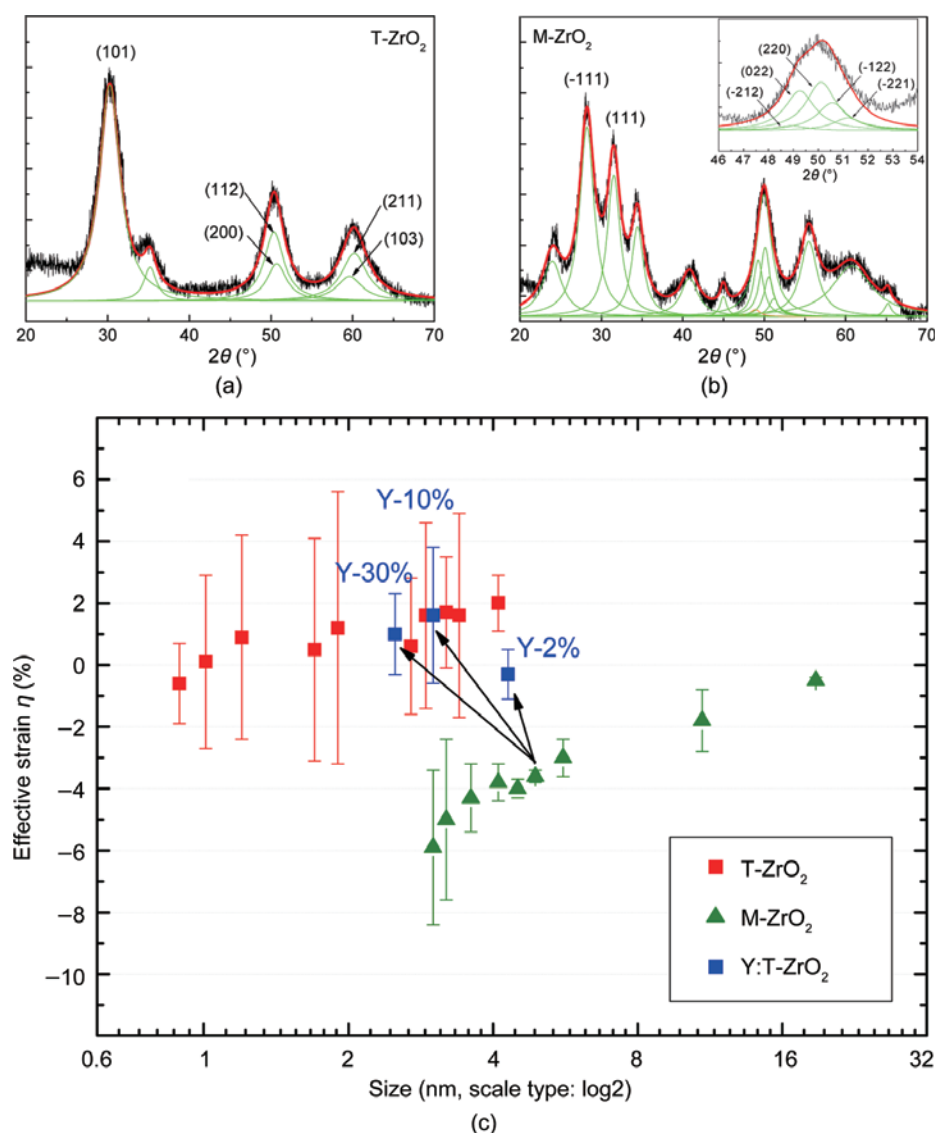 T-ZrO₂
(101)
(112)
(200)
(211)
(103)
20 30 40 50 60 70
2θ (°)
(a)
M-ZrO₂
(-111)
(111)
(220)
(022)
(-212)
(-122)
(-221)
46 47 48 49 50 51 52 53 54
2θ (°)
20 30 40 50 60 70
2θ (°)
(b)
Effective strain η (%)
6
4
2
0
−2
−4
−6
−8
−10
Y-10%
Y-30%
Y-2%
T-ZrO₂
M-ZrO₂
Y:T-ZrO₂
0.6 1 2 4 8 16 32
Size (nm, scale type: log2)
(c)